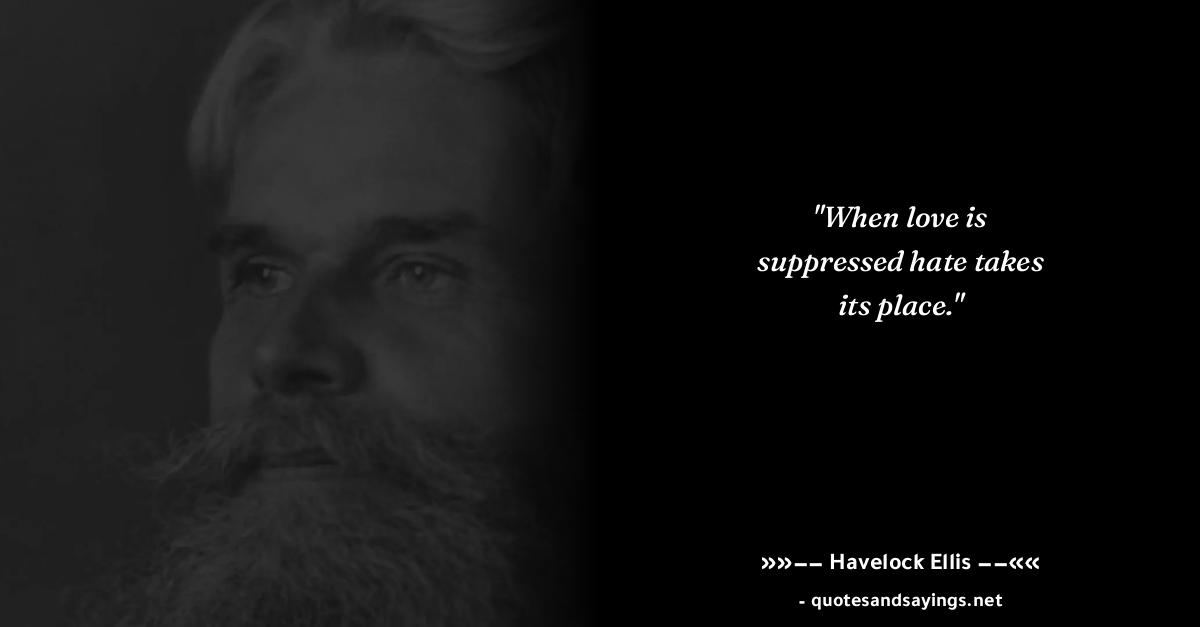 "When love is
suppressed hate takes
its place."
»»–– Havelock Ellis ––««
- quotesandsayings.net